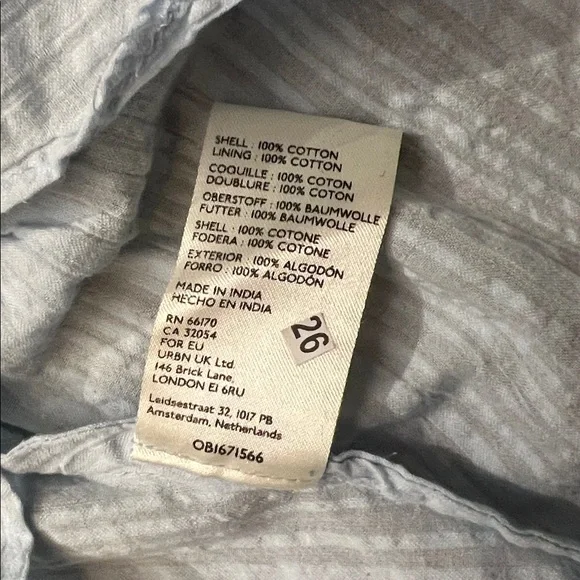 SHELL : 100% COTTON
LINING : 100% COTTON
COQUILLE : 100% COTON
DOUBLURE : 100% COTON
OBERSTOFF : 100% BAUMWOLLE
FUTTER : 100% BAUMWOLLE
SHELL : 100% COTONE
FODERA : 100% COTONE
EXTERIOR : 100% ALGODÓN
FORRO : 100% ALGODÓN
MADE IN INDIA
HECHO EN INDIA
RN 66170
CA 32054
FOR EU
URBN UK Ltd.
146 Brick Lane,
LONDON E1 6RU
Leidsestraat 32, 1017 PB
Amsterdam, Netherlands
OB1671566
26